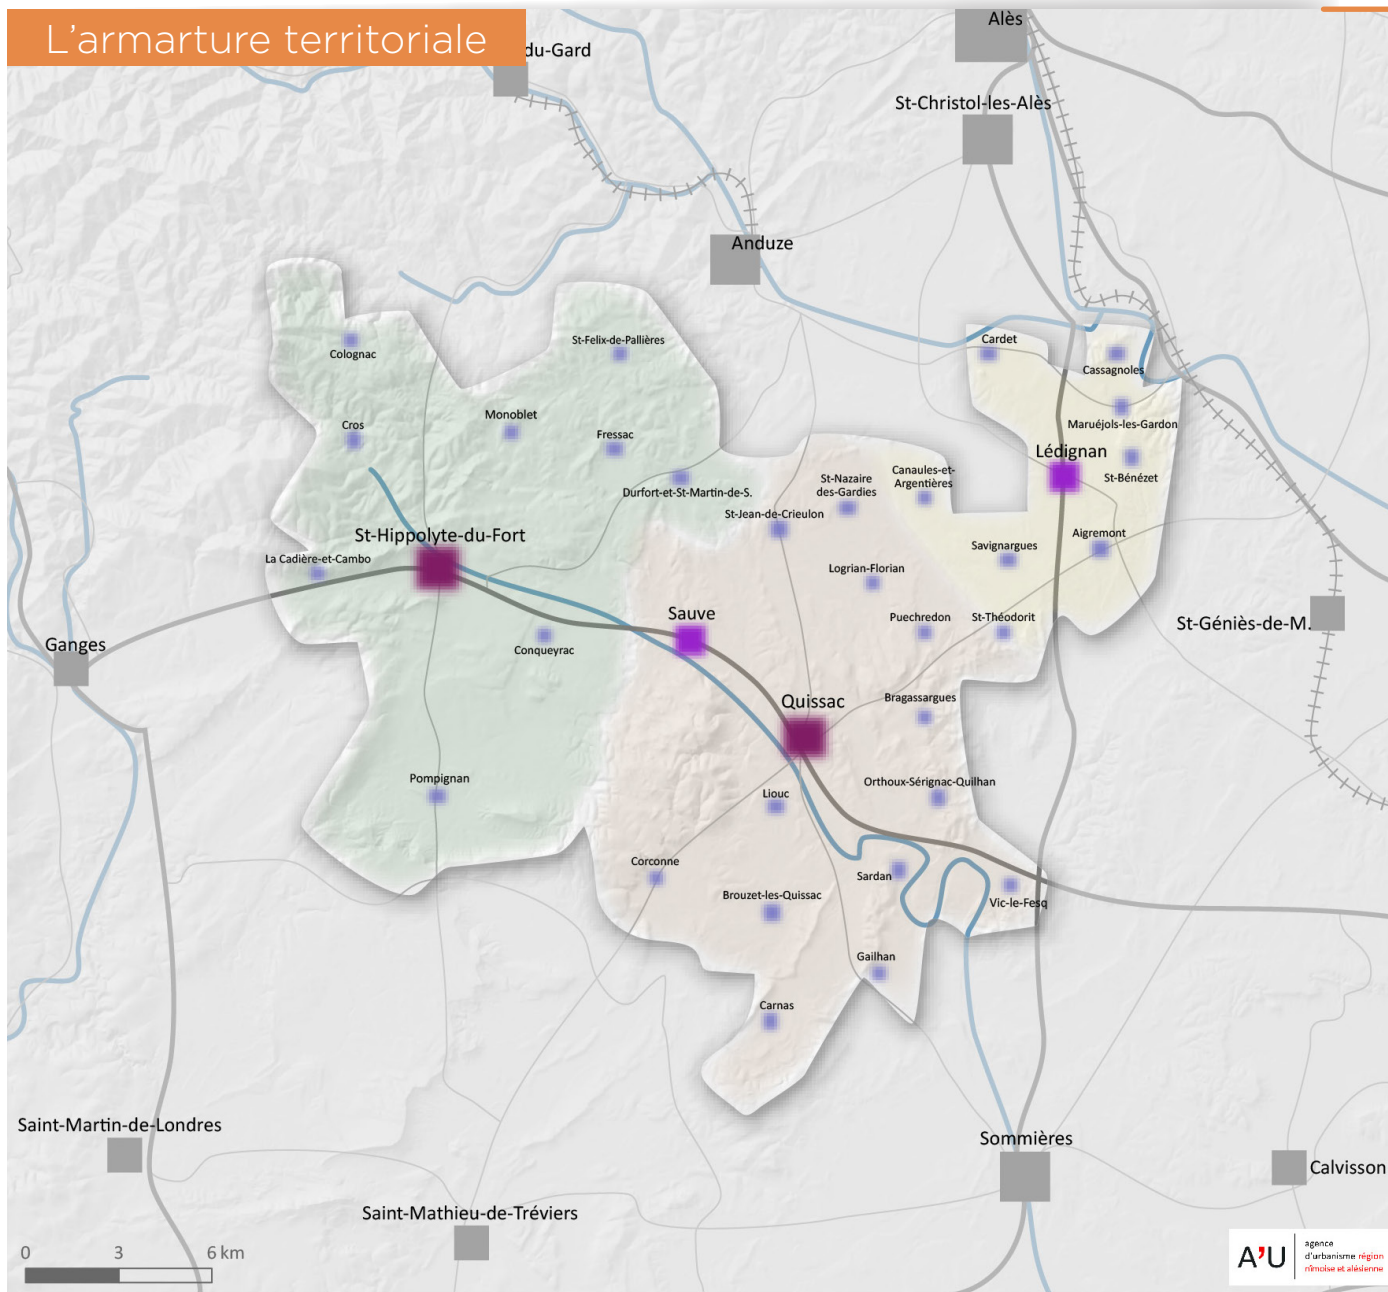 L'armarture territoriale
du-Gard
Alès
St-Christol-les-Alès
Anduze
Colognac
St-Felix-de-Pallières
Cardet
Cassagnoles
Maruéjols-les-Gardon
Monoblet
Cros
Fressac
Lédignan
St-Bénézet
Canaules-et-
Argentières
St-Nazaire
des-Gardies
Durfort-et-St-Martin-de-S.
St-Jean-de-Crieulon
St-Hippolyte-du-Fort
Aigremont
Savignargues
La Cadière-et-Cambo
Logrian-Florian
Sauve
Puechredon
St-Théodorit
St-Géniès-de-M.
Ganges
Conqueyrac
Quissac
Bragassargues
Pompignan
Orthoux-Sérignac-Quilhan
Liouc
Corconne
Sardan
Brouzet-les-Quissac
Vic-le-Fesq
Gailhan
Carnas
Saint-Martin-de-Londres
Sommières
Calvisson
Saint-Mathieu-de-Tréviers
0 3 6 km
A'U
agence
d'urbanisme région
nîmoise et alésienne